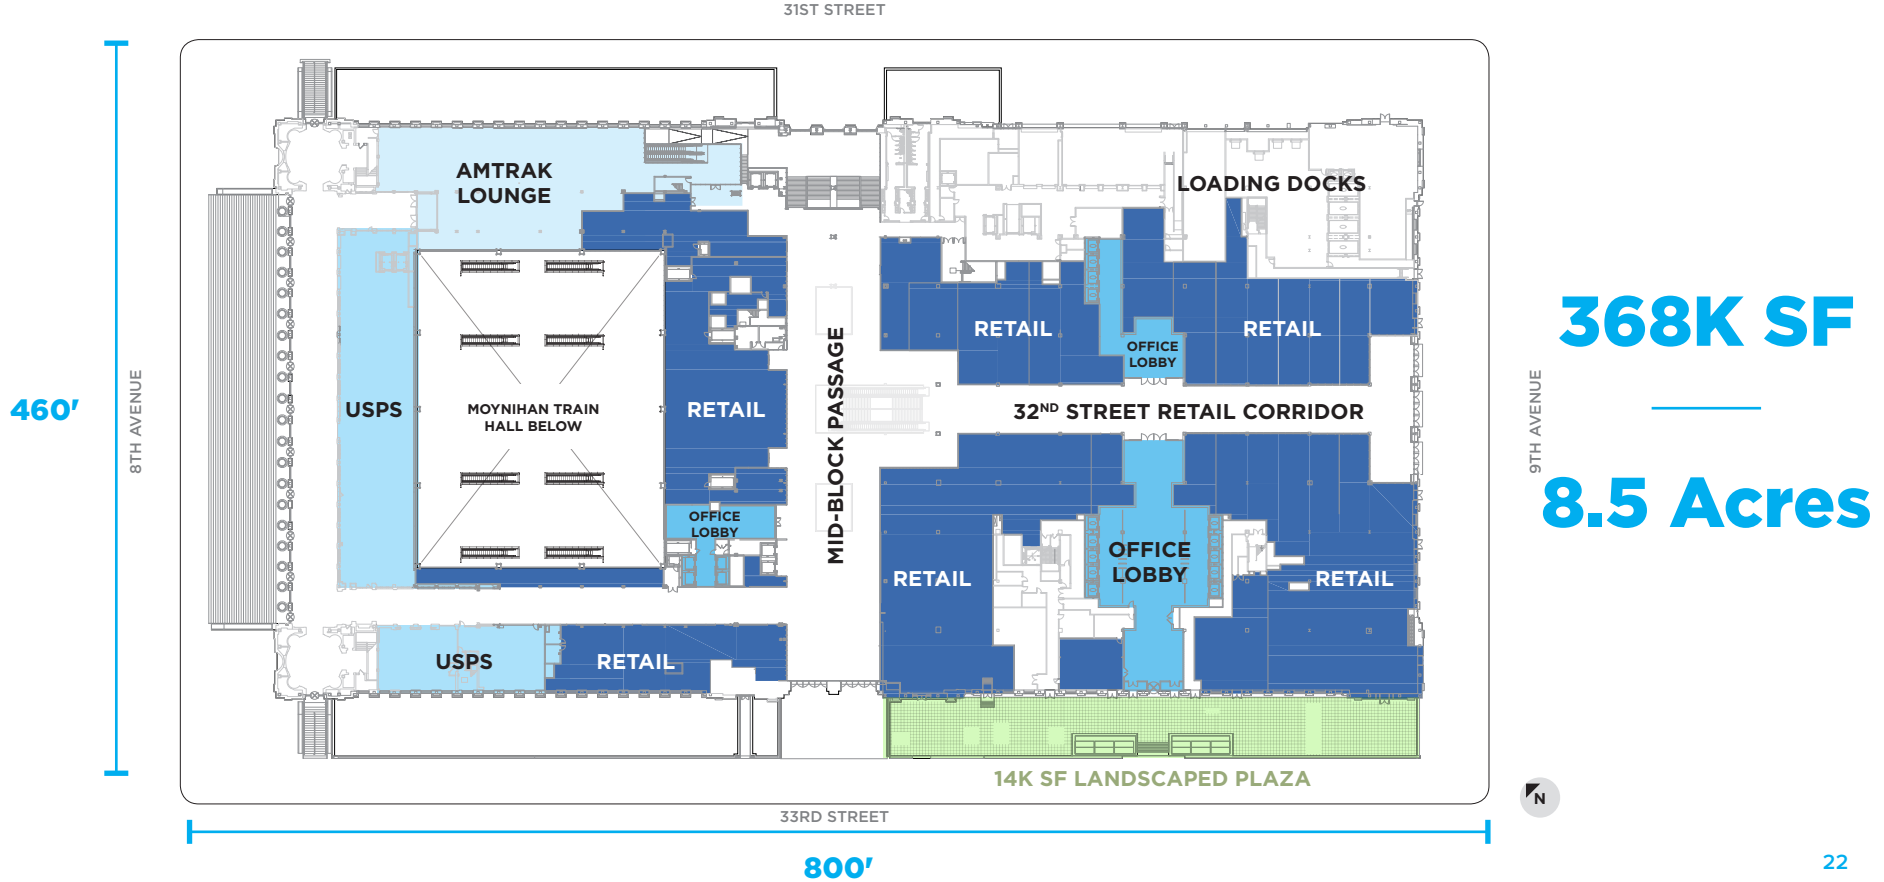 31ST STREET
AMTRAK
LOUNGE
LOADING DOCKS
RETAIL
OFFICE
LOBBY
RETAIL
368K SF
460'
8TH AVENUE
USPS
MOYNIHAN TRAIN
HALL BELOW
RETAIL
MID-BLOCK PASSAGE
32ND STREET RETAIL CORRIDOR
9TH AVENUE
8.5 Acres
OFFICE
LOBBY
RETAIL
OFFICE
LOBBY
RETAIL
USPS
RETAIL
14K SF LANDSCAPED PLAZA
N
33RD STREET
800'
22